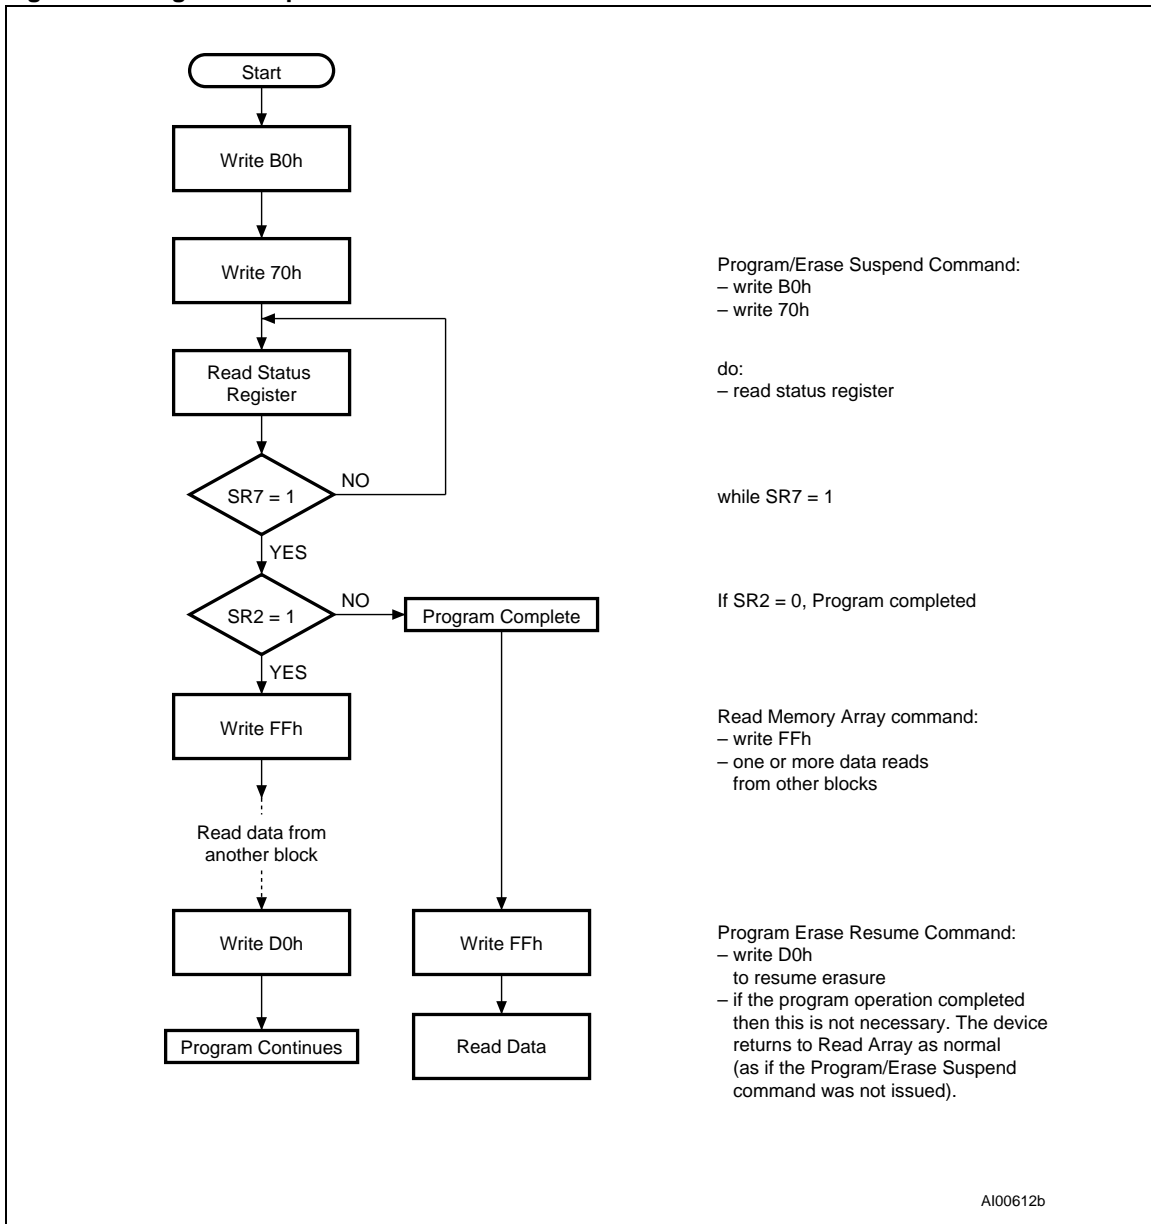 Start
Write B0h
Write 70h
Program/Erase Suspend Command:
– write B0h
– write 70h
Read Status
Register
do:
– read status register
NO
SR7 = 1
while SR7 = 1
YES
NO
SR2 = 1
Program Complete
If SR2 = 0, Program completed
YES
Write FFh
Read Memory Array command:
– write FFh
– one or more data reads
from other blocks
Read data from
another block
Write D0h
Write FFh
Program Erase Resume Command:
– write D0h
to resume erasure
– if the program operation completed
then this is not necessary. The device
returns to Read Array as normal
(as if the Program/Erase Suspend
command was not issued).
Program Continues
Read Data
AI00612b